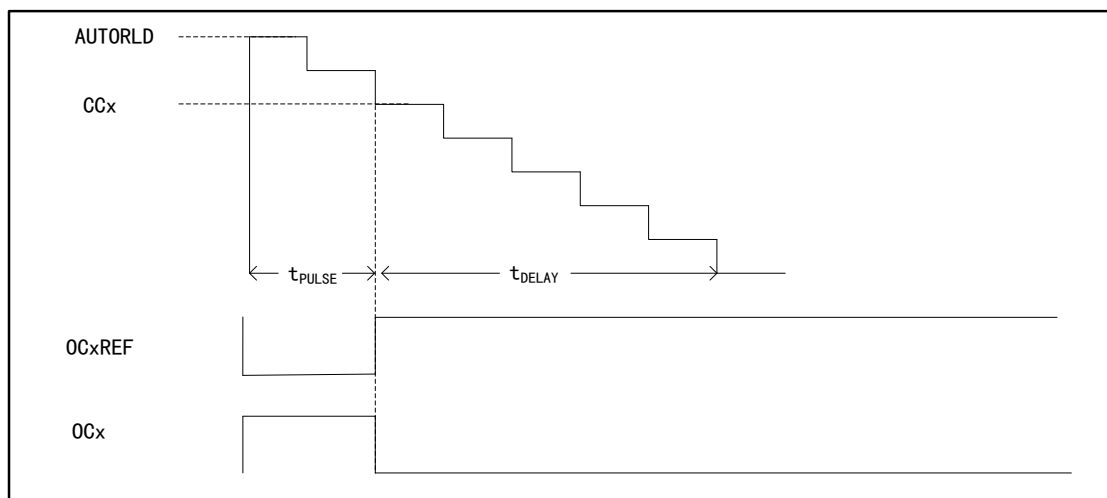 AUTORLD
CCx
tPULSE
tDELAY
OCxREF
OCx